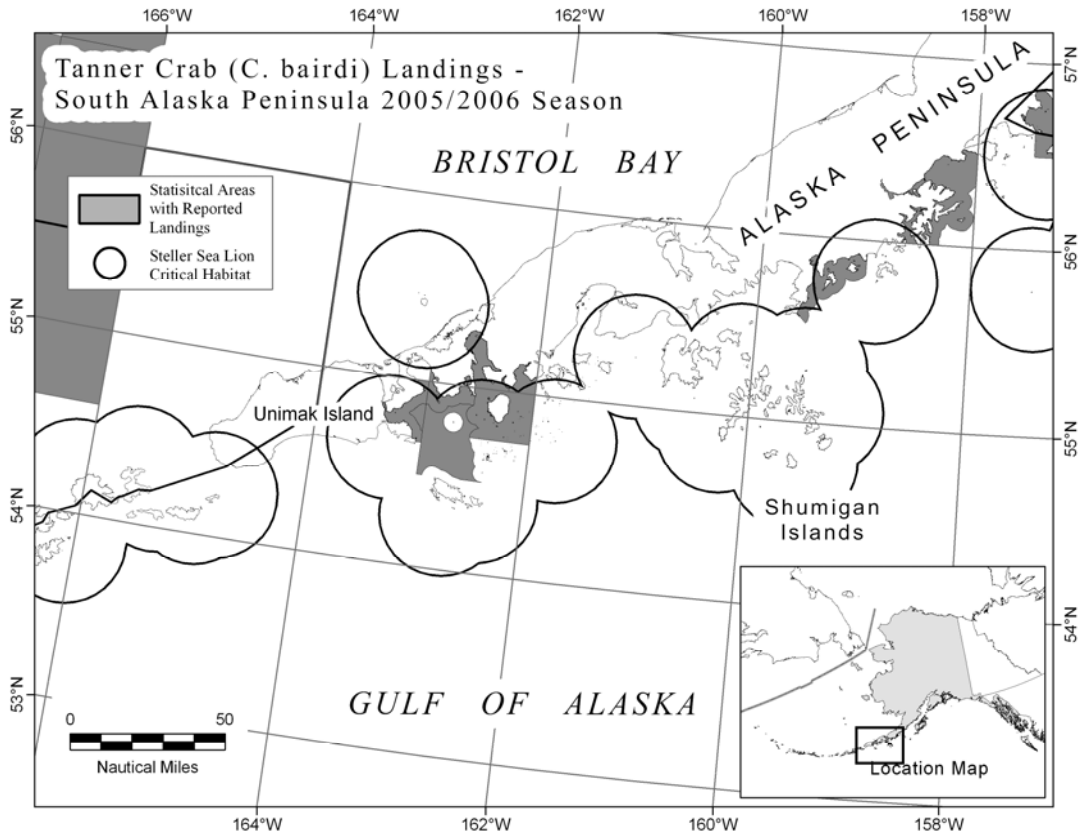 166°W
164°W
162°W
160°W
158°W
Tanner Crab (C. bairdi) Landings -
South Alaska Peninsula 2005/2006 Season
57°N
56°N
BRISTOL BAY
ALASKA PENINSULA
Statisitcal Areas
with Reported
Landings
Steller Sea Lion
Critical Habitat
56°N
55°N
Unimak Island
55°N
54°N
Shumigan
Islands
54°N
53°N
GULF OF ALASKA
0 50
Nautical Miles
Location Map
164°W
162°W
160°W
158°W